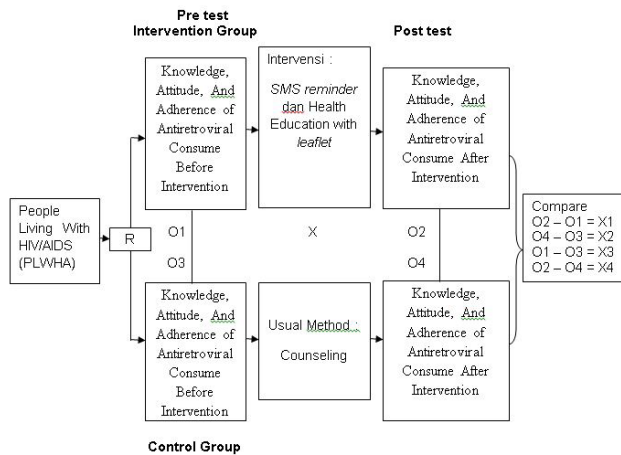 Pre test
Intervention Group
Post test
Knowledge,
Attitude, And
Adherence of
Antiretroviral
Consume
Before
Intervention
Intervensi :
SMS reminder
dan Health
Education with
leaflet
Knowledge,
Attitude, And
Adherence of
Antiretroviral
Consume After
Intervention
People
Living With
HIV/AIDS
(PLWHA)
R
O1
X
O2
O3
O4
Compare
O2 – O1 = X1
O4 – O3 = X2
O1 – O3 = X3
O2 – O4 = X4
Knowledge,
Attitude, And
Adherence of
Antiretroviral
Consume
Before
Intervention
Usual Method :
Counseling
Knowledge,
Attitude, And
Adherence of
Antiretroviral
Consume After
Intervention
Control Group